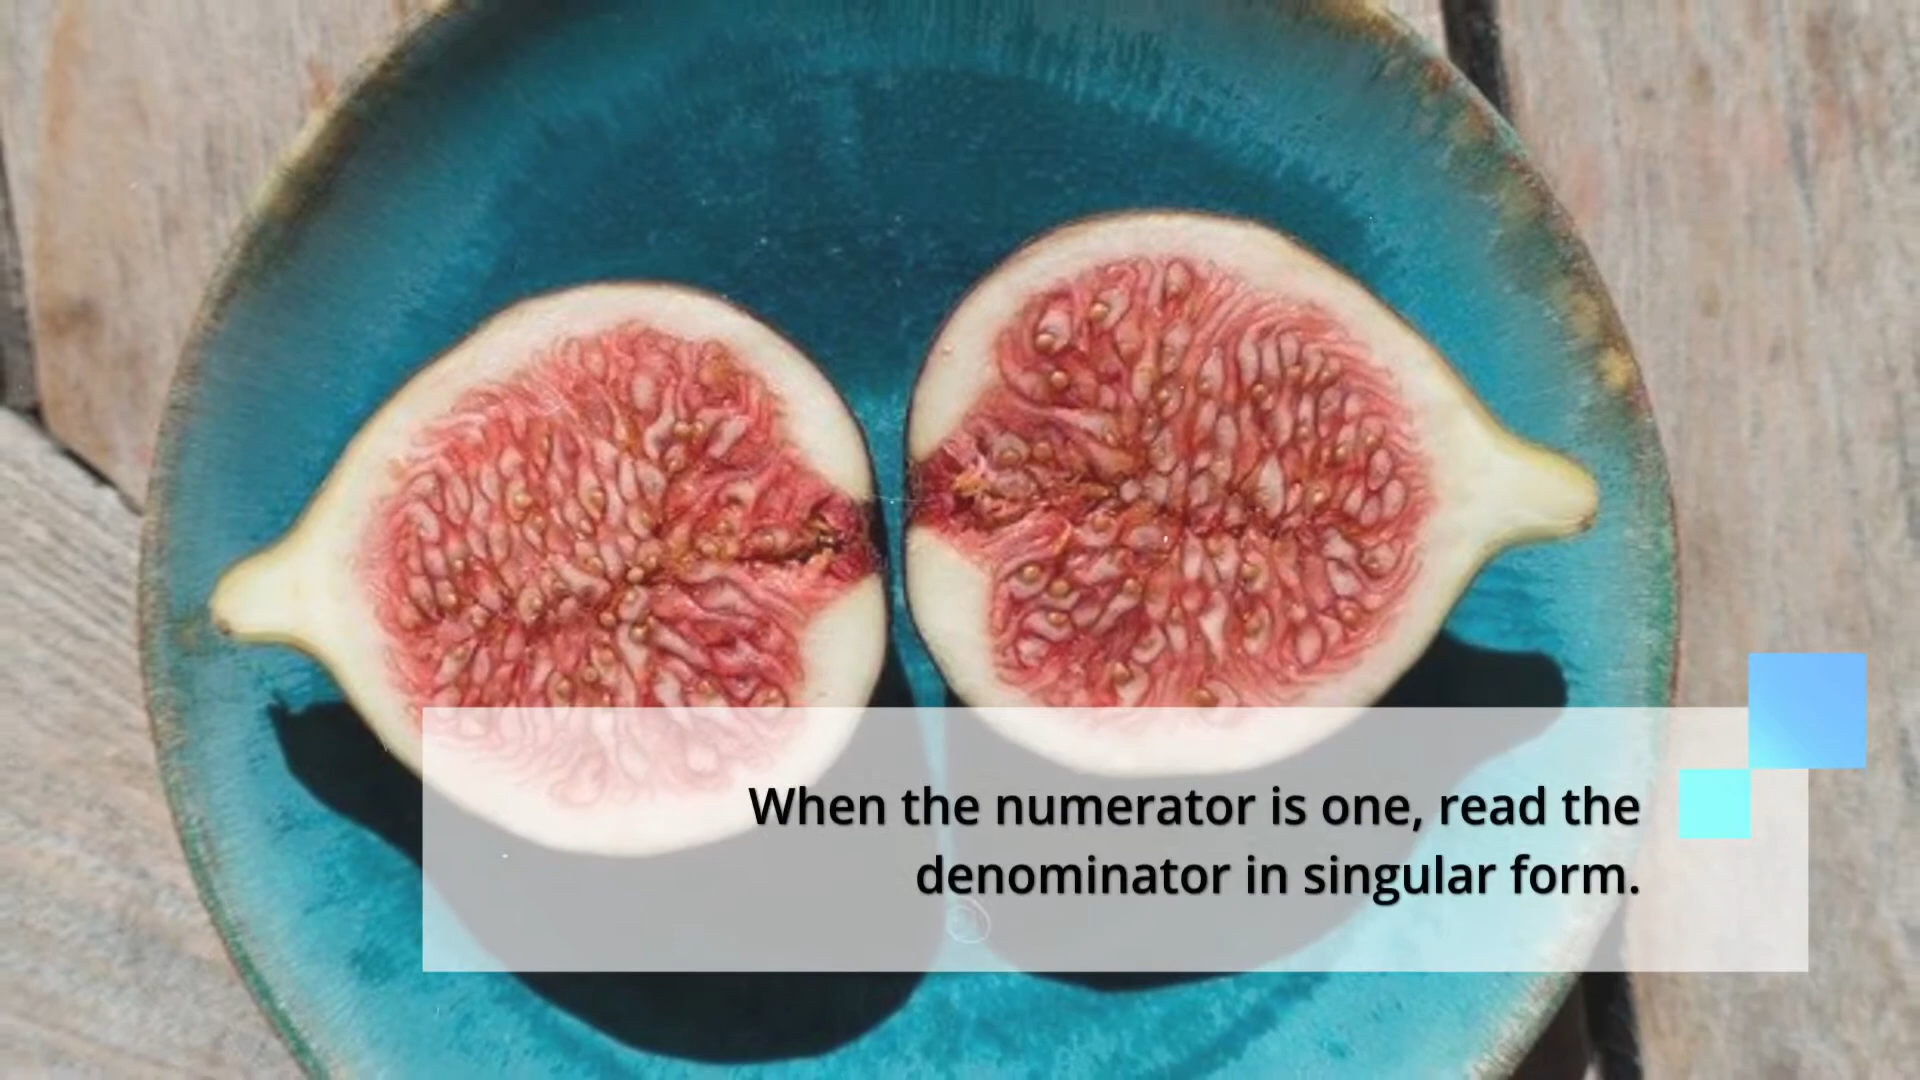 When the numerator is one, read the
denominator in singular form.